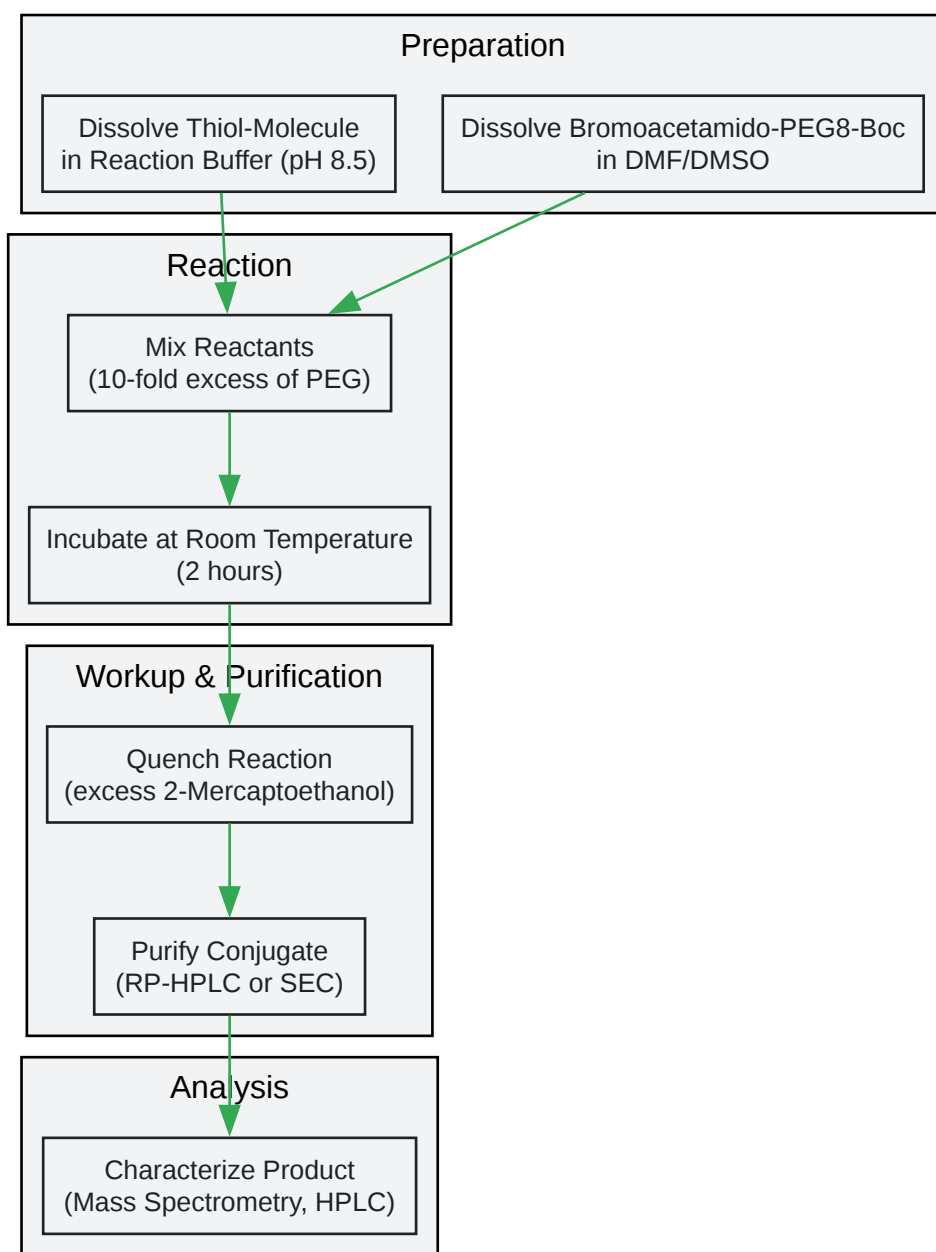 Preparation
Dissolve Thiol-Molecule
in Reaction Buffer (pH 8.5)
Dissolve Bromoacetamido-PEG8-Boc
in DMF/DMSO
Reaction
Mix Reactants
(10-fold excess of PEG)
Incubate at Room Temperature
(2 hours)
Workup & Purification
Quench Reaction
(excess 2-Mercaptoethanol)
Purify Conjugate
(RP-HPLC or SEC)
Analysis
Characterize Product
(Mass Spectrometry, HPLC)